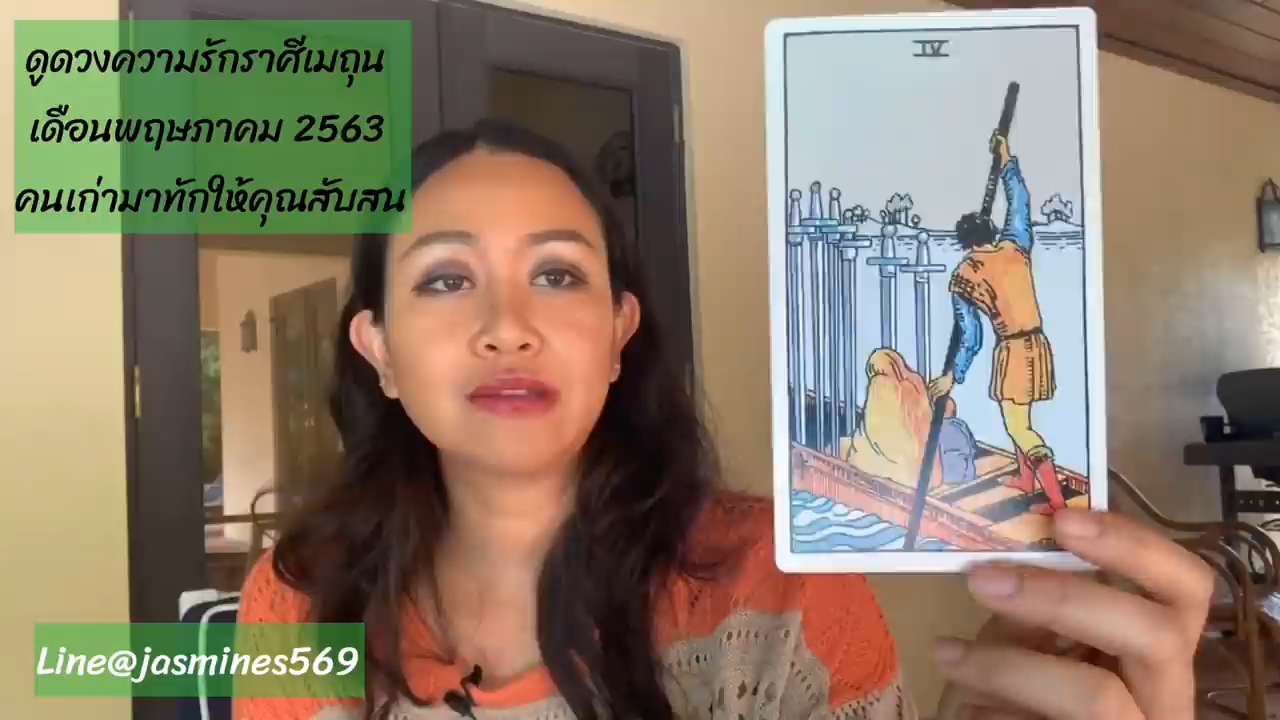 ดูดวงความรักราศีเมถุน
เดือนพฤษภาคม 2563
คนเก่ามาทักให้คุณสับสน
IV
Line@jasmines569